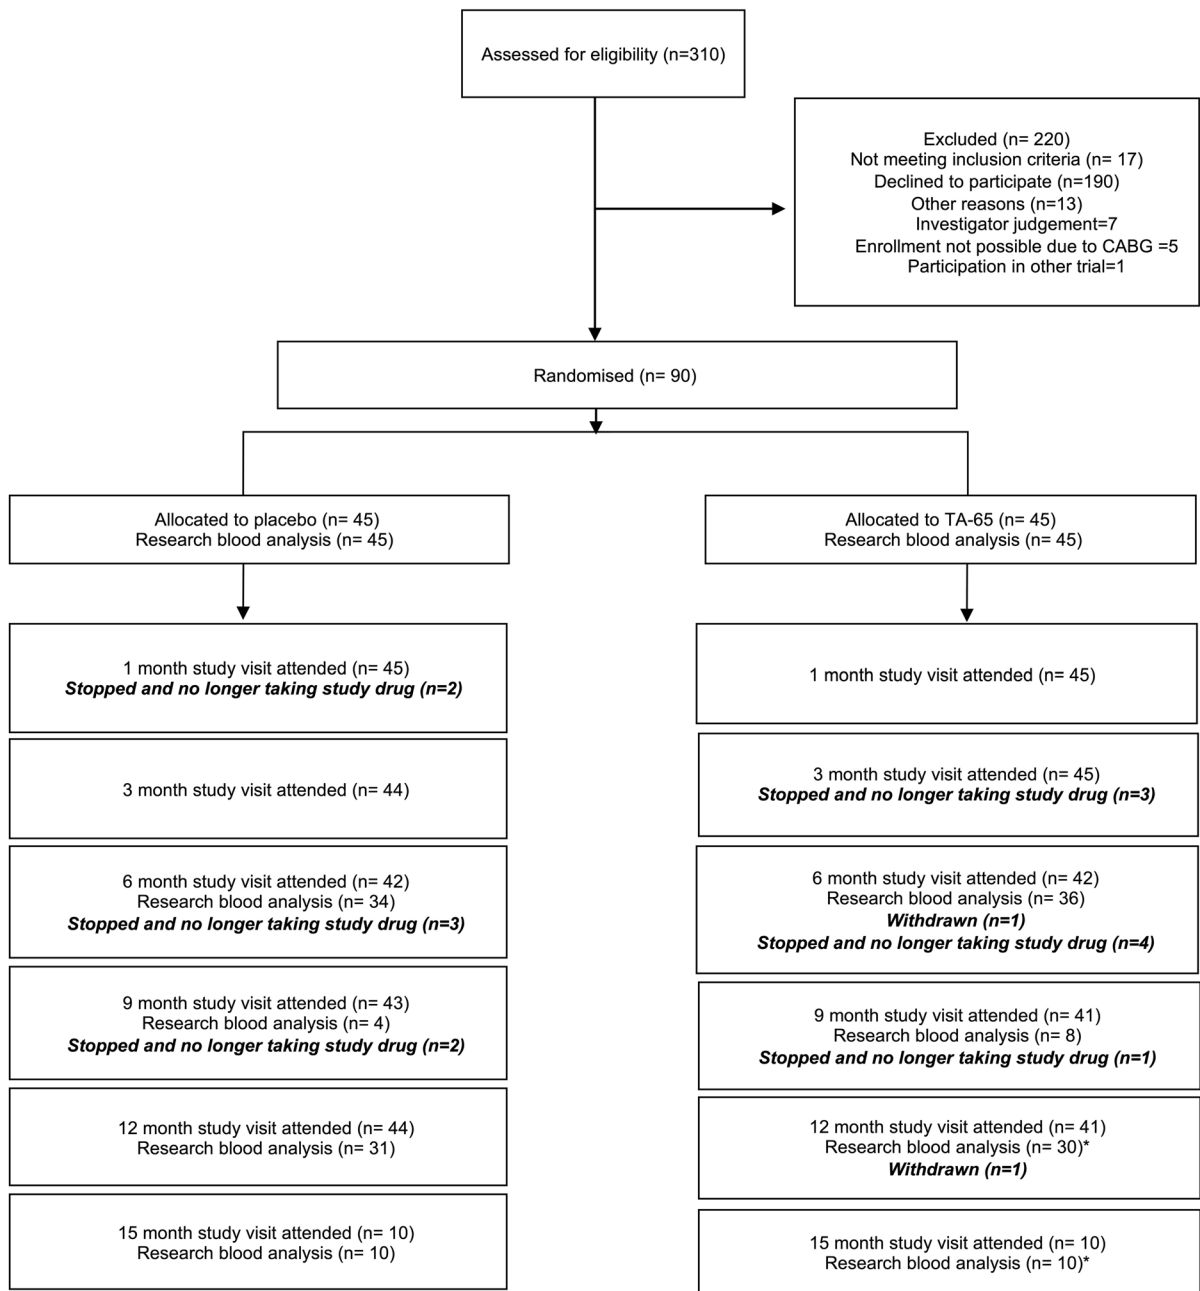 Assessed for eligibility (n=310)
Excluded (n= 220)
Not meeting inclusion criteria (n= 17)
Declined to participate (n=190)
Other reasons (n=13)
Investigator judgement=7
Enrollment not possible due to CABG =5
Participation in other trial=1
Randomised (n= 90)
Allocated to placebo (n= 45)
Research blood analysis (n= 45)
1 month study visit attended (n= 45)
Stopped and no longer taking study drug (n=2)
3 month study visit attended (n= 44)
6 month study visit attended (n= 42)
Research blood analysis (n= 34)
Stopped and no longer taking study drug (n=3)
9 month study visit attended (n= 43)
Research blood analysis (n= 4)
Stopped and no longer taking study drug (n=2)
12 month study visit attended (n= 44)
Research blood analysis (n= 31)
15 month study visit attended (n= 10)
Research blood analysis (n= 10)
Allocated to TA-65 (n= 45)
Research blood analysis (n= 45)
1 month study visit attended (n= 45)
3 month study visit attended (n= 45)
Stopped and no longer taking study drug (n=3)
6 month study visit attended (n= 42)
Research blood analysis (n= 36)
Withdrawn (n=1)
Stopped and no longer taking study drug (n=4)
9 month study visit attended (n= 41)
Research blood analysis (n= 8)
Stopped and no longer taking study drug (n=1)
12 month study visit attended (n= 41)
Research blood analysis (n= 30)*
Withdrawn (n=1)
15 month study visit attended (n= 10)
Research blood analysis (n= 10)*